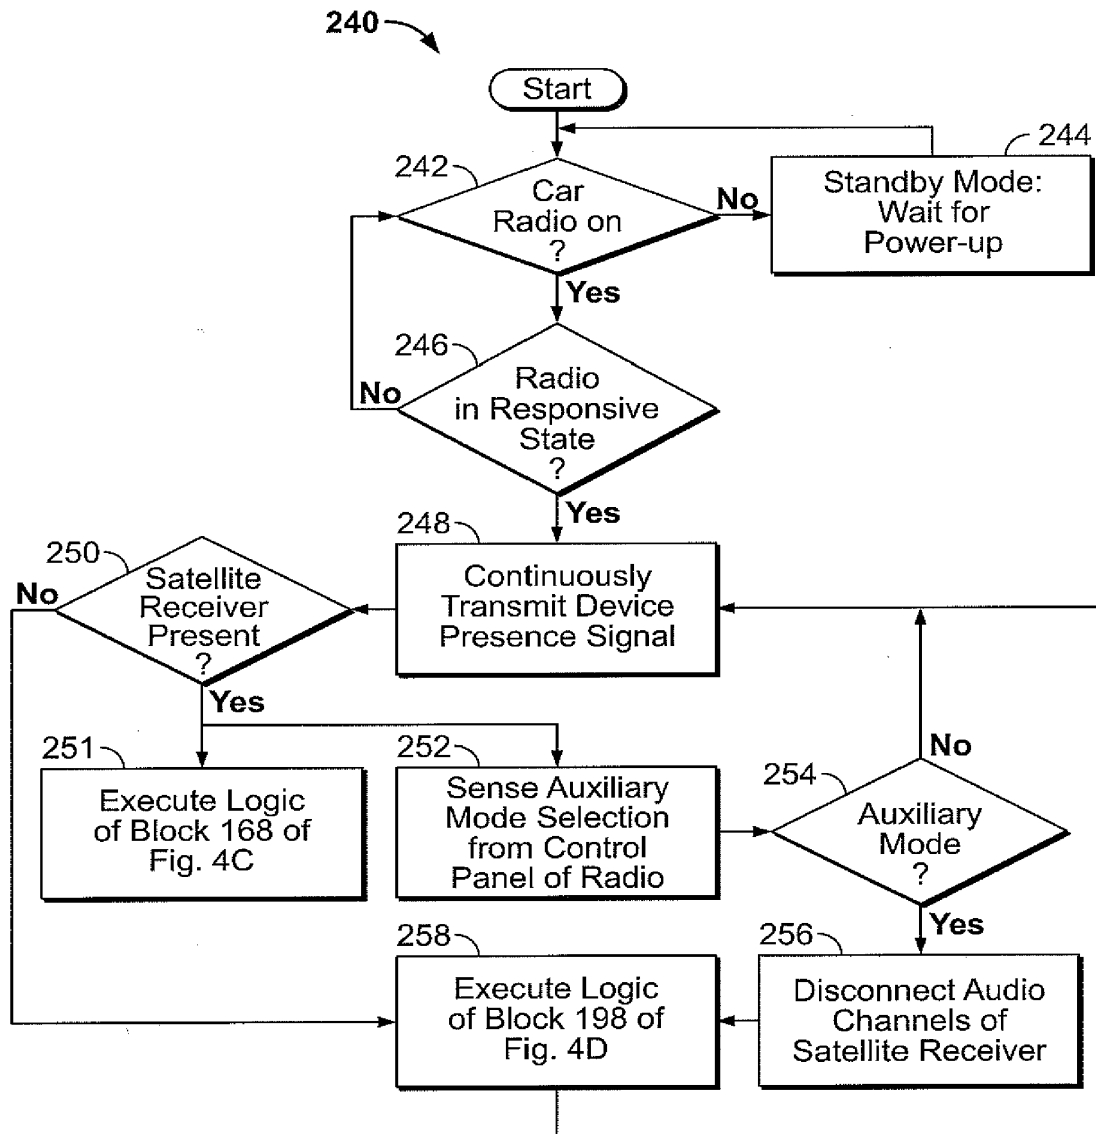 240
Start
242
Car
Radio on
?
No
244
Standby Mode:
Wait for
Power-up
Yes
246
Radio
in Responsive
State
?
No
Yes
248
Continuously
Transmit Device
Presence Signal
250
Satellite
Receiver
Present
?
No
Yes
251
Execute Logic
of Block 168 of
Fig. 4C
252
Sense Auxiliary
Mode Selection
from Control
Panel of Radio
254
Auxiliary
Mode
?
No
Yes
256
Disconnect Audio
Channels of
Satellite Receiver
258
Execute Logic
of Block 198 of
Fig. 4D